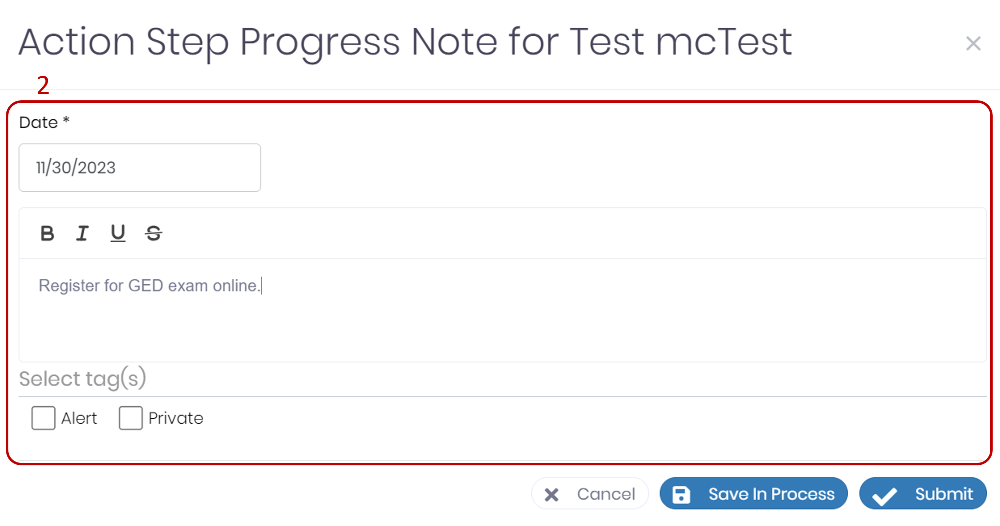 Action Step Progress Note for Test mcTest
2
Date *
11/30/2023
B I U S
Register for GED exam online.
Select tag(s)
Alert Private
Cancel Save In Process Submit